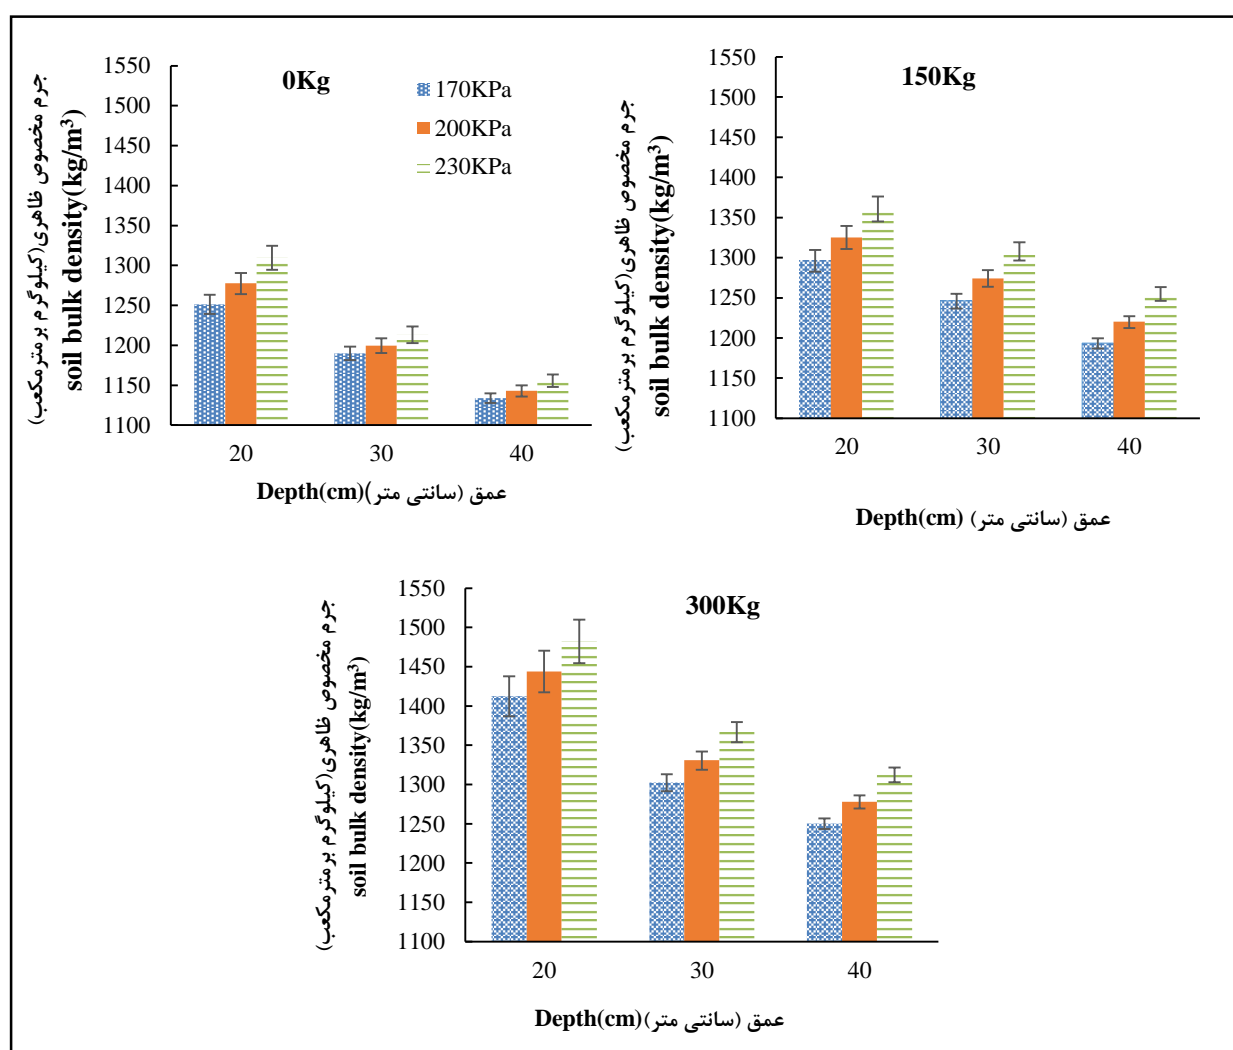 0Kg
170KPa
200KPa
230KPa
جرم مخصوص ظاهری(کیلوگرم برمترمکعب)
soil bulk density(kg/m³)
1550
1500
1450
1400
1350
1300
1250
1200
1150
1100
20 30 40
Depth(cm)(عمق (سانتی متر
150Kg
جرم مخصوص ظاهری(کیلوگرم برمترمکعب)
soil bulk density(kg/m³)
1550
1500
1450
1400
1350
1300
1250
1200
1150
1100
20 30 40
Depth(cm) عمق (سانتی متر)
300Kg
جرم مخصوص ظاهری(کیلوگرم برمترمکعب)
soil bulk density(kg/m³)
1550
1500
1450
1400
1350
1300
1250
1200
1150
1100
20 30 40
Depth(cm)عمق (سانتی متر)